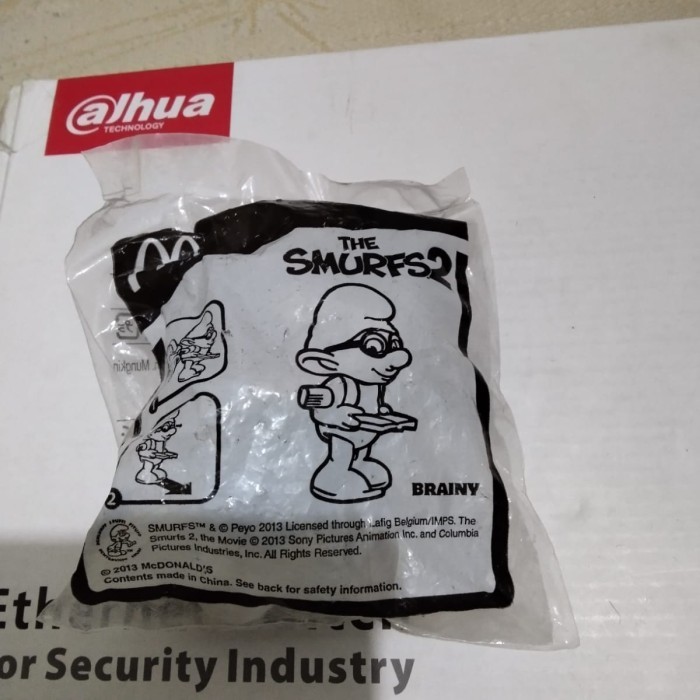 alhua
TECHNOLOGY
THE
SMURFS2
BRAINY
2
SMURFS™ & © Peyo 2013 Licensed through Lafig Belgium/IMPS. The
Smurfs 2, the Movie © 2013 Sony Pictures Animation Inc. and Columbia
Pictures Industries, Inc. All Rights Reserved.
© 2013 McDONALD'S
Contents made in China. See back for safety information.
or Security Industry